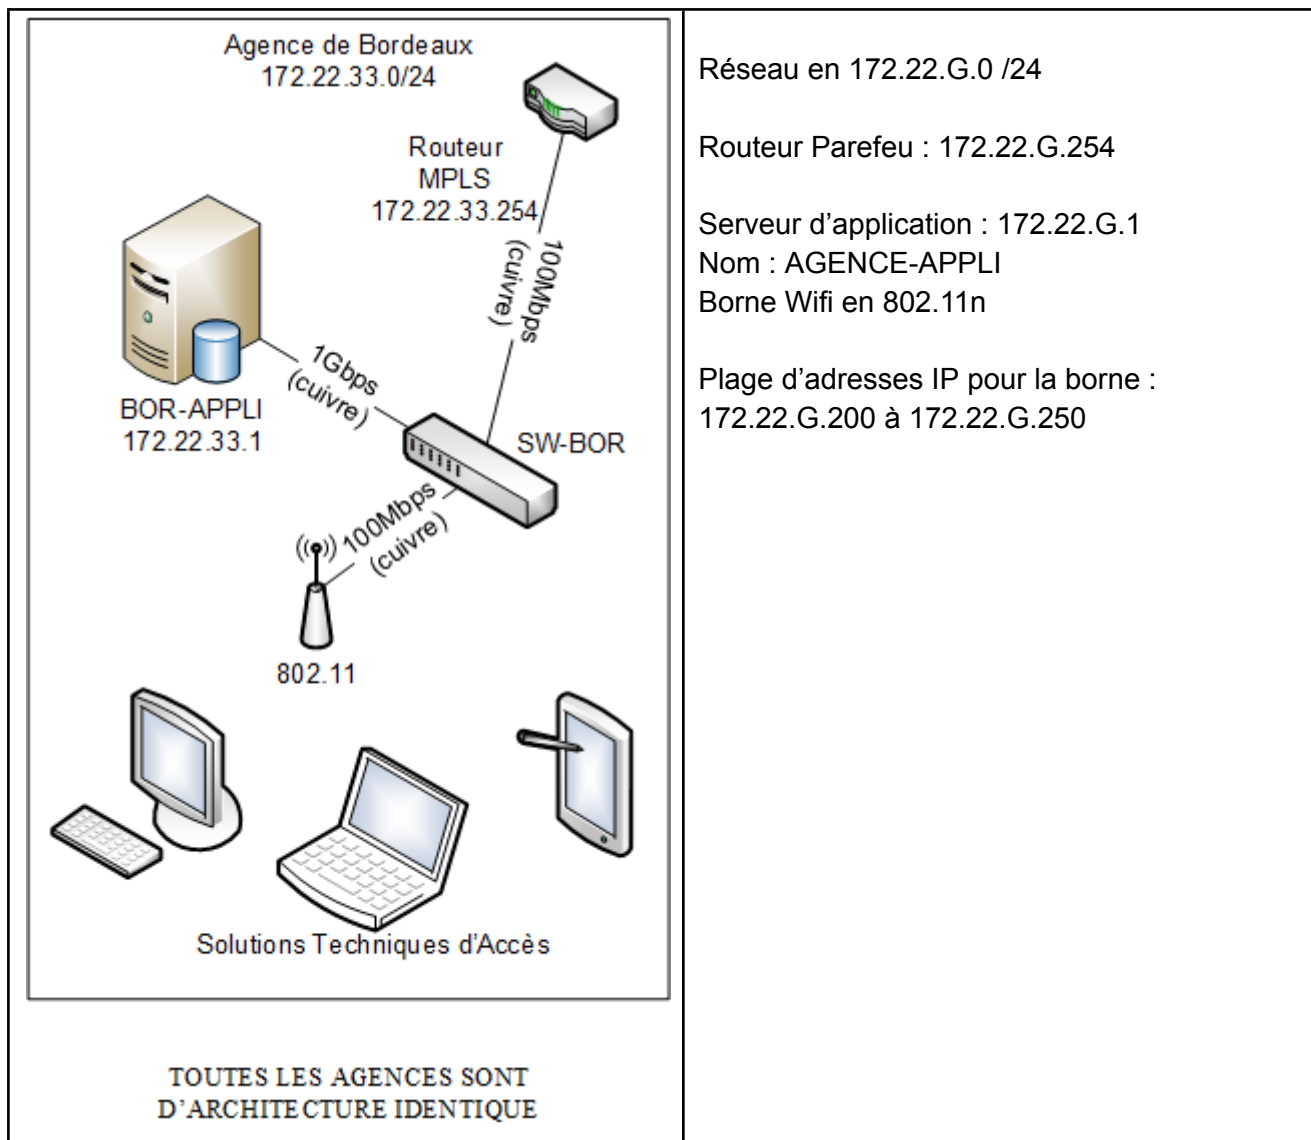 Agence de Bordeaux
172.22.33.0/24
Routeur
MPLS
172.22.33.254
100Mbps
(cuivre)
1Gbps
(cuivre)
BOR-APPLI
172.22.33.1
SW-BOR
100Mbps
(cuivre)
802.11
Solutions Techniques d'Accès
TOUTES LES AGENCES SONT
D'ARCHITECTURE IDENTIQUE
Réseau en 172.22.G.0 /24
Routeur Parefeu : 172.22.G.254
Serveur d’application : 172.22.G.1
Nom : AGENCE-APPLI
Borne Wifi en 802.11n
Plage d’adresses IP pour la borne :
172.22.G.200 à 172.22.G.250